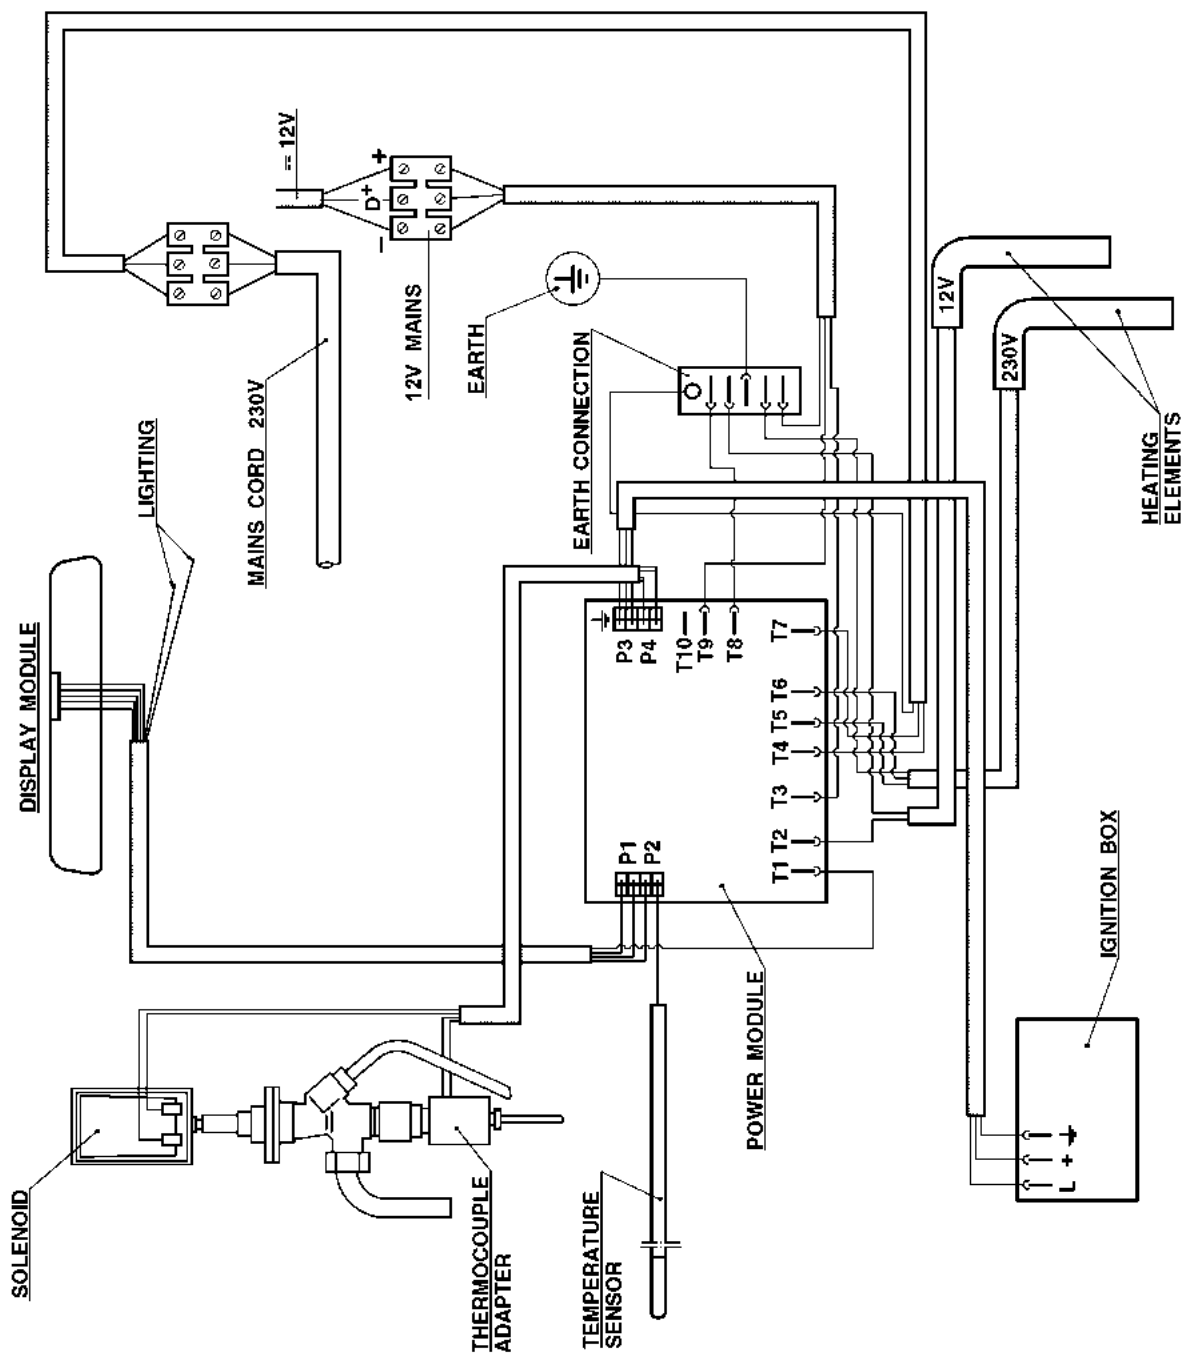 DISPLAY MODULE
LIGHTING
MAINS CORD 230V
= 12V
- D+ +
12V MAINS
EARTH
EARTH CONNECTION
12V
230V
HEATING
ELEMENTS
P3
P4
T10
T9
T8
T7
T6
T5
T4
T3
T2
T1
P1
P2
POWER MODULE
IGNITION BOX
L +
SOLENOID
THERMOCOUPLE
ADAPTER
TEMPERATURE
SENSOR